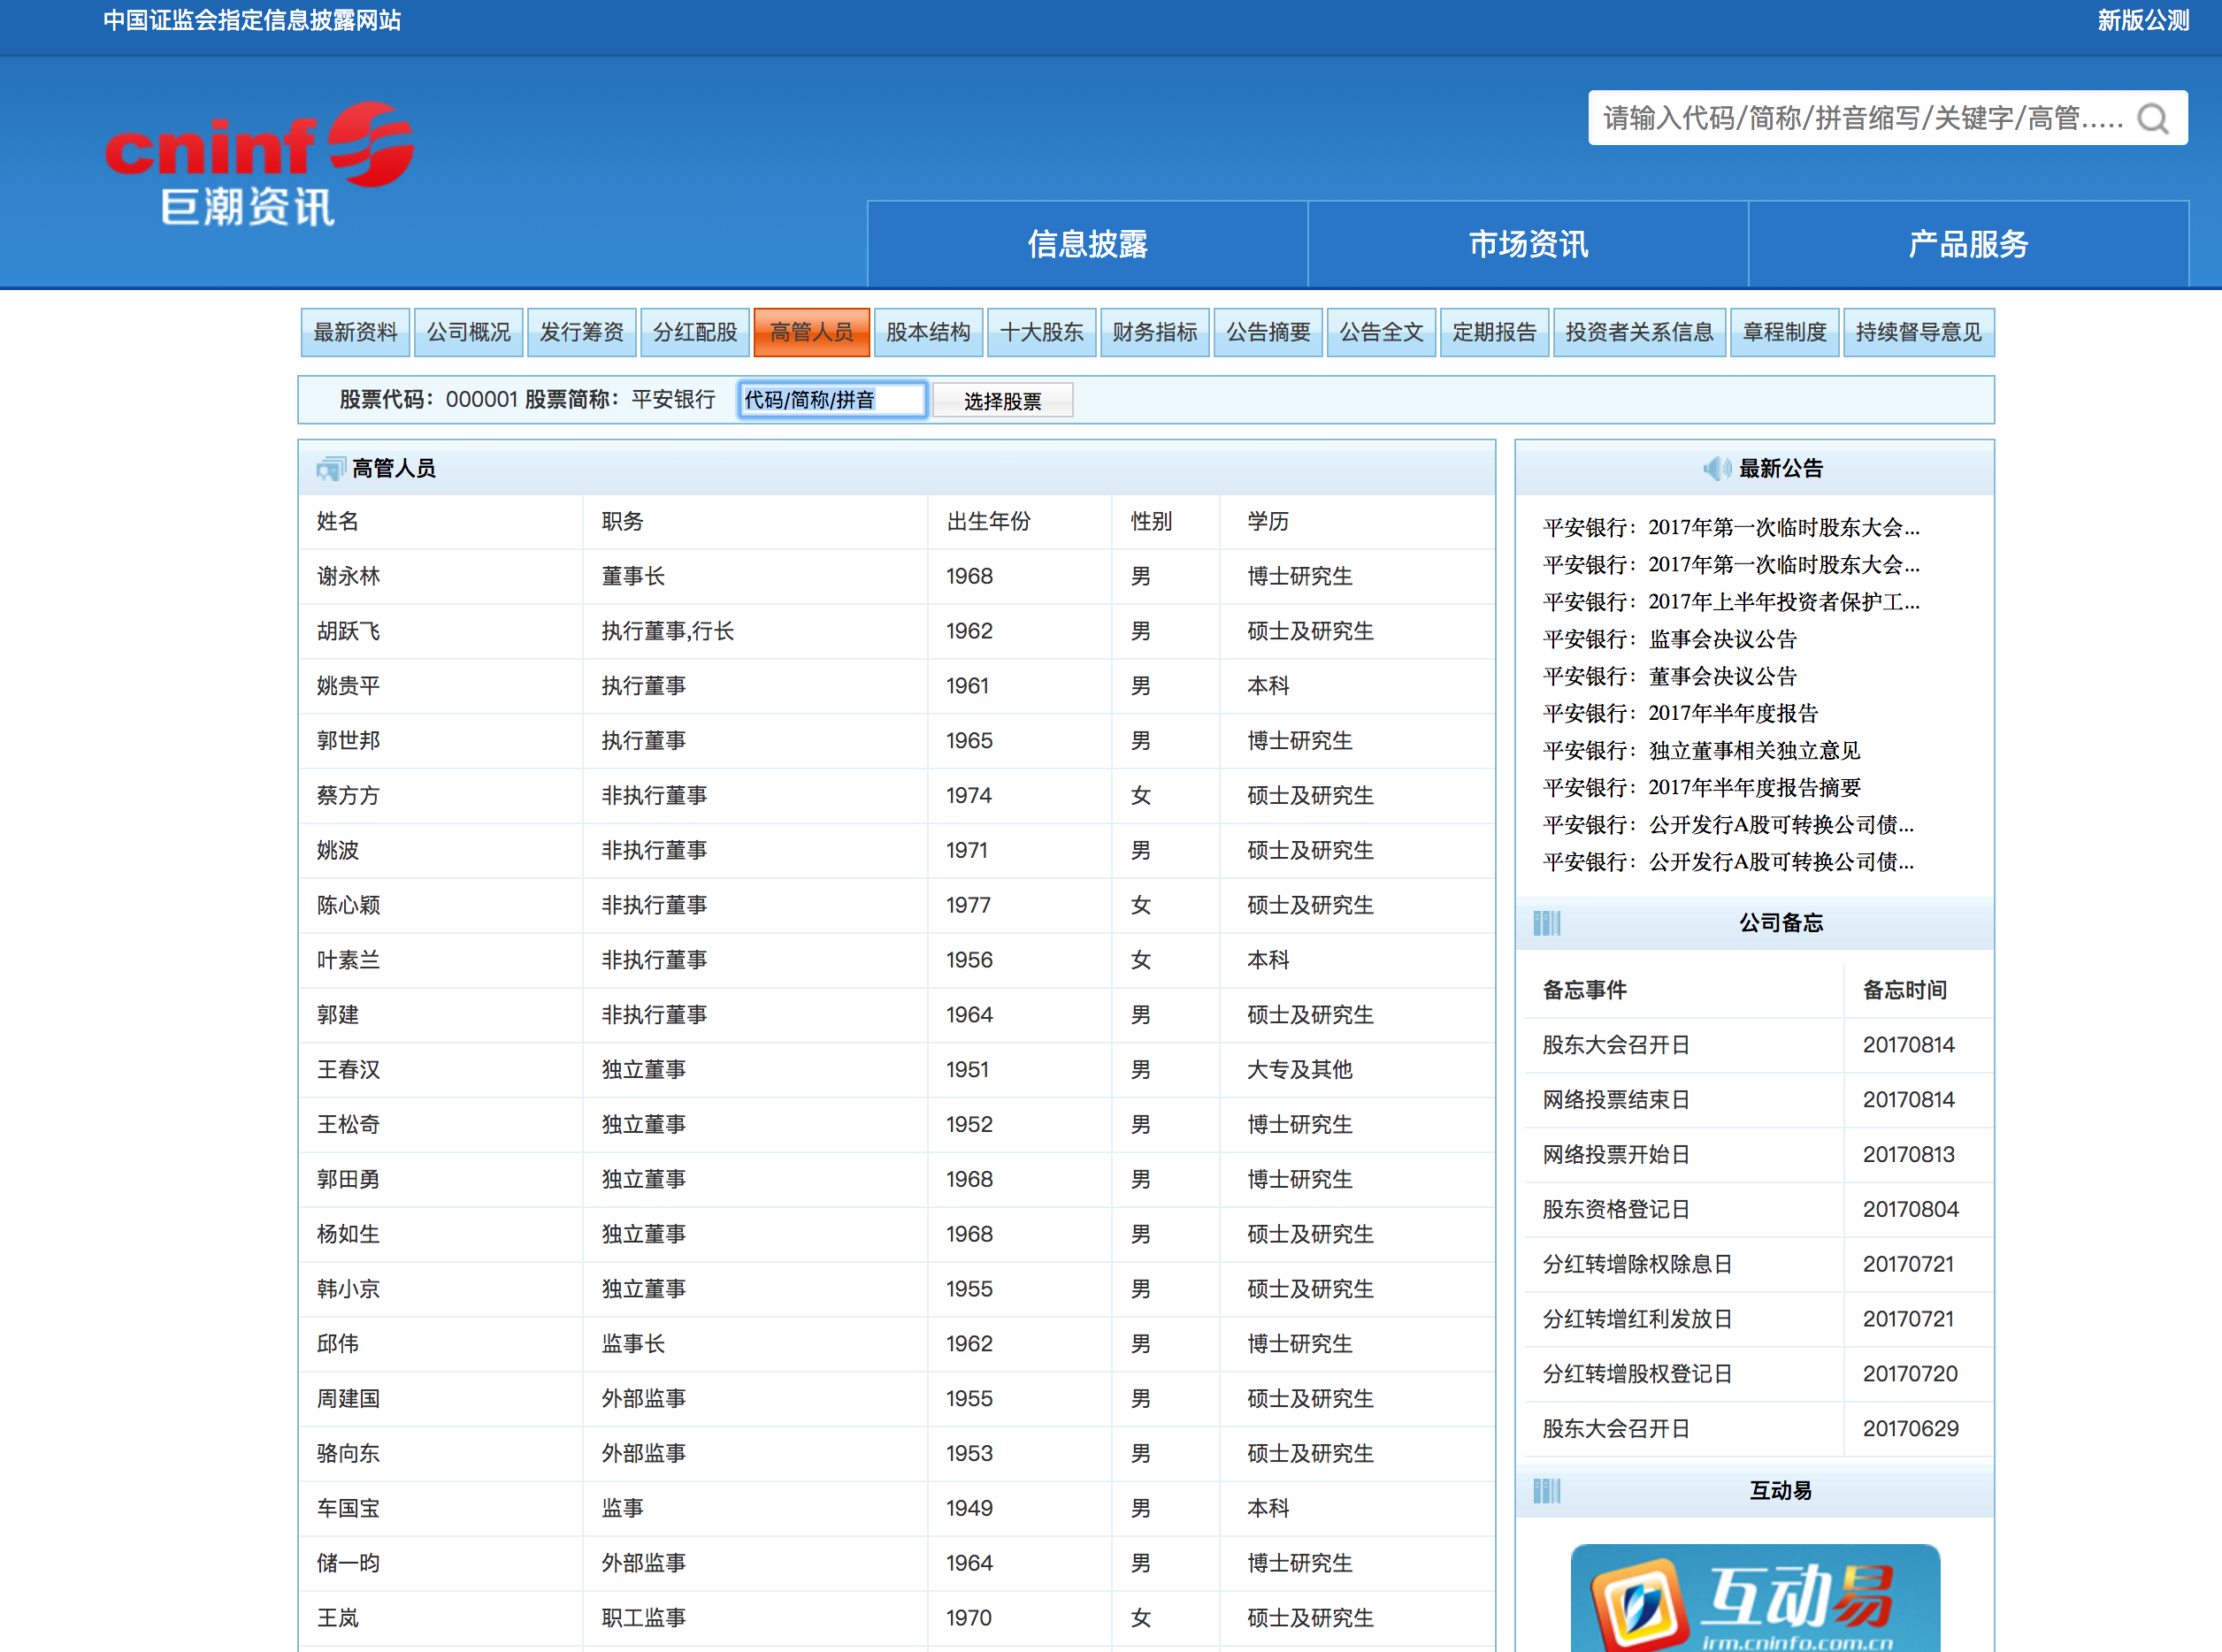 中国证监会指定信息披露网站 新版公测
cninf
巨潮资讯
请输入代码/简称/拼音缩写/关键字/高管.....
信息披露 市场资讯 产品服务
最新资料 公司概况 发行筹资 分红配股 高管人员 股本结构 十大股东 财务指标 公告摘要 公告全文 定期报告 投资者关系信息 章程制度 持续督导意见
股票代码：000001 股票简称：平安银行 代码/简称/拼音 选择股票
高管人员
姓名 职务 出生年份 性别 学历
谢永林 董事长 1968 男 博士研究生
胡跃飞 执行董事,行长 1962 男 硕士及研究生
姚贵平 执行董事 1961 男 本科
郭世邦 执行董事 1965 男 博士研究生
蔡方方 非执行董事 1974 女 硕士及研究生
姚波 非执行董事 1971 男 硕士及研究生
陈心颖 非执行董事 1977 女 硕士及研究生
叶素兰 非执行董事 1956 女 本科
郭建 非执行董事 1964 男 硕士及研究生
王春汉 独立董事 1951 男 大专及其他
王松奇 独立董事 1952 男 博士研究生
郭田勇 独立董事 1968 男 博士研究生
杨如生 独立董事 1968 男 硕士及研究生
韩小京 独立董事 1955 男 硕士及研究生
邱伟 监事长 1962 男 博士研究生
周建国 外部监事 1955 男 硕士及研究生
骆向东 外部监事 1953 男 硕士及研究生
车国宝 监事 1949 男 本科
储一昀 外部监事 1964 男 博士研究生
王岚 职工监事 1970 女 硕士及研究生
最新公告
平安银行：2017年第一次临时股东大会...
平安银行：2017年第一次临时股东大会...
平安银行：2017年上半年投资者保护工...
平安银行：监事会决议公告
平安银行：董事会决议公告
平安银行：2017年半年度报告
平安银行：独立董事相关独立意见
平安银行：2017年半年度报告摘要
平安银行：公开发行A股可转换公司债...
平安银行：公开发行A股可转换公司债...
公司备忘
备忘事件 备忘时间
股东大会召开日 20170814
网络投票结束日 20170814
网络投票开始日 20170813
股东资格登记日 20170804
分红转增除权除息日 20170721
分红转增红利发放日 20170721
分红转增股权登记日 20170720
股东大会召开日 20170629
互动易
互动易
irm.cninfo.com.cn